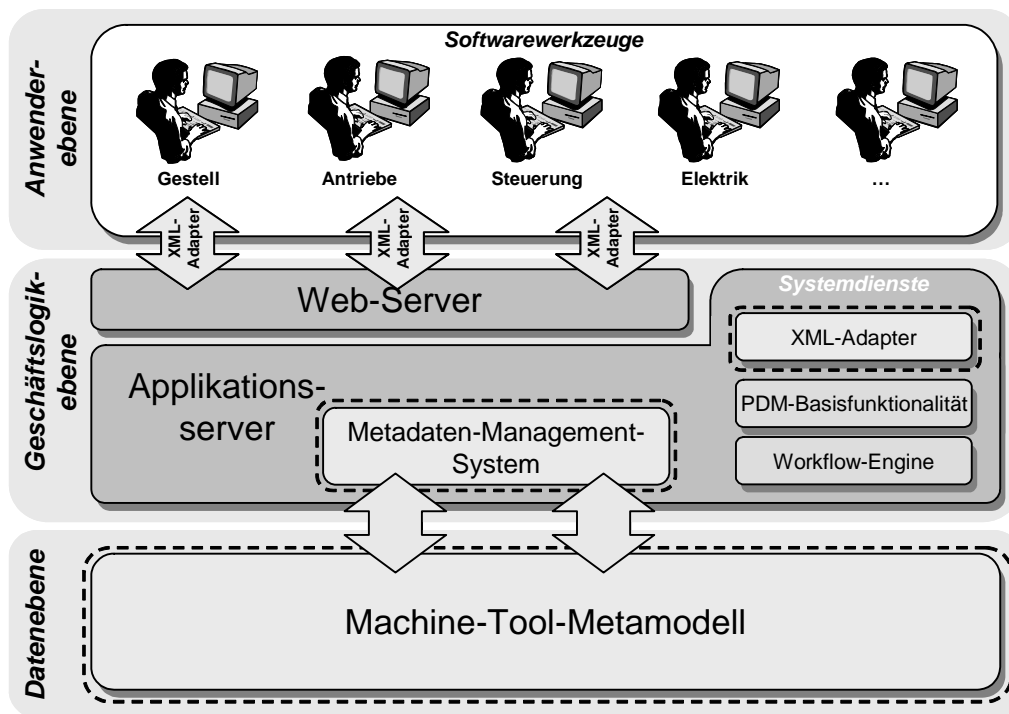 Anwender-
ebene
Softwarewerkzeuge
Gestell
Antriebe
Steuerung
Elektrik
...
XML-
Adapter
XML-
Adapter
XML-
Adapter
Geschäftslogik-
ebene
Web-Server
Systemdienste
XML-Adapter
PDM-Basisfunktionalität
Workflow-Engine
Applikations-
server
Metadaten-Management-
System
Datenebene
Machine-Tool-Metamodell